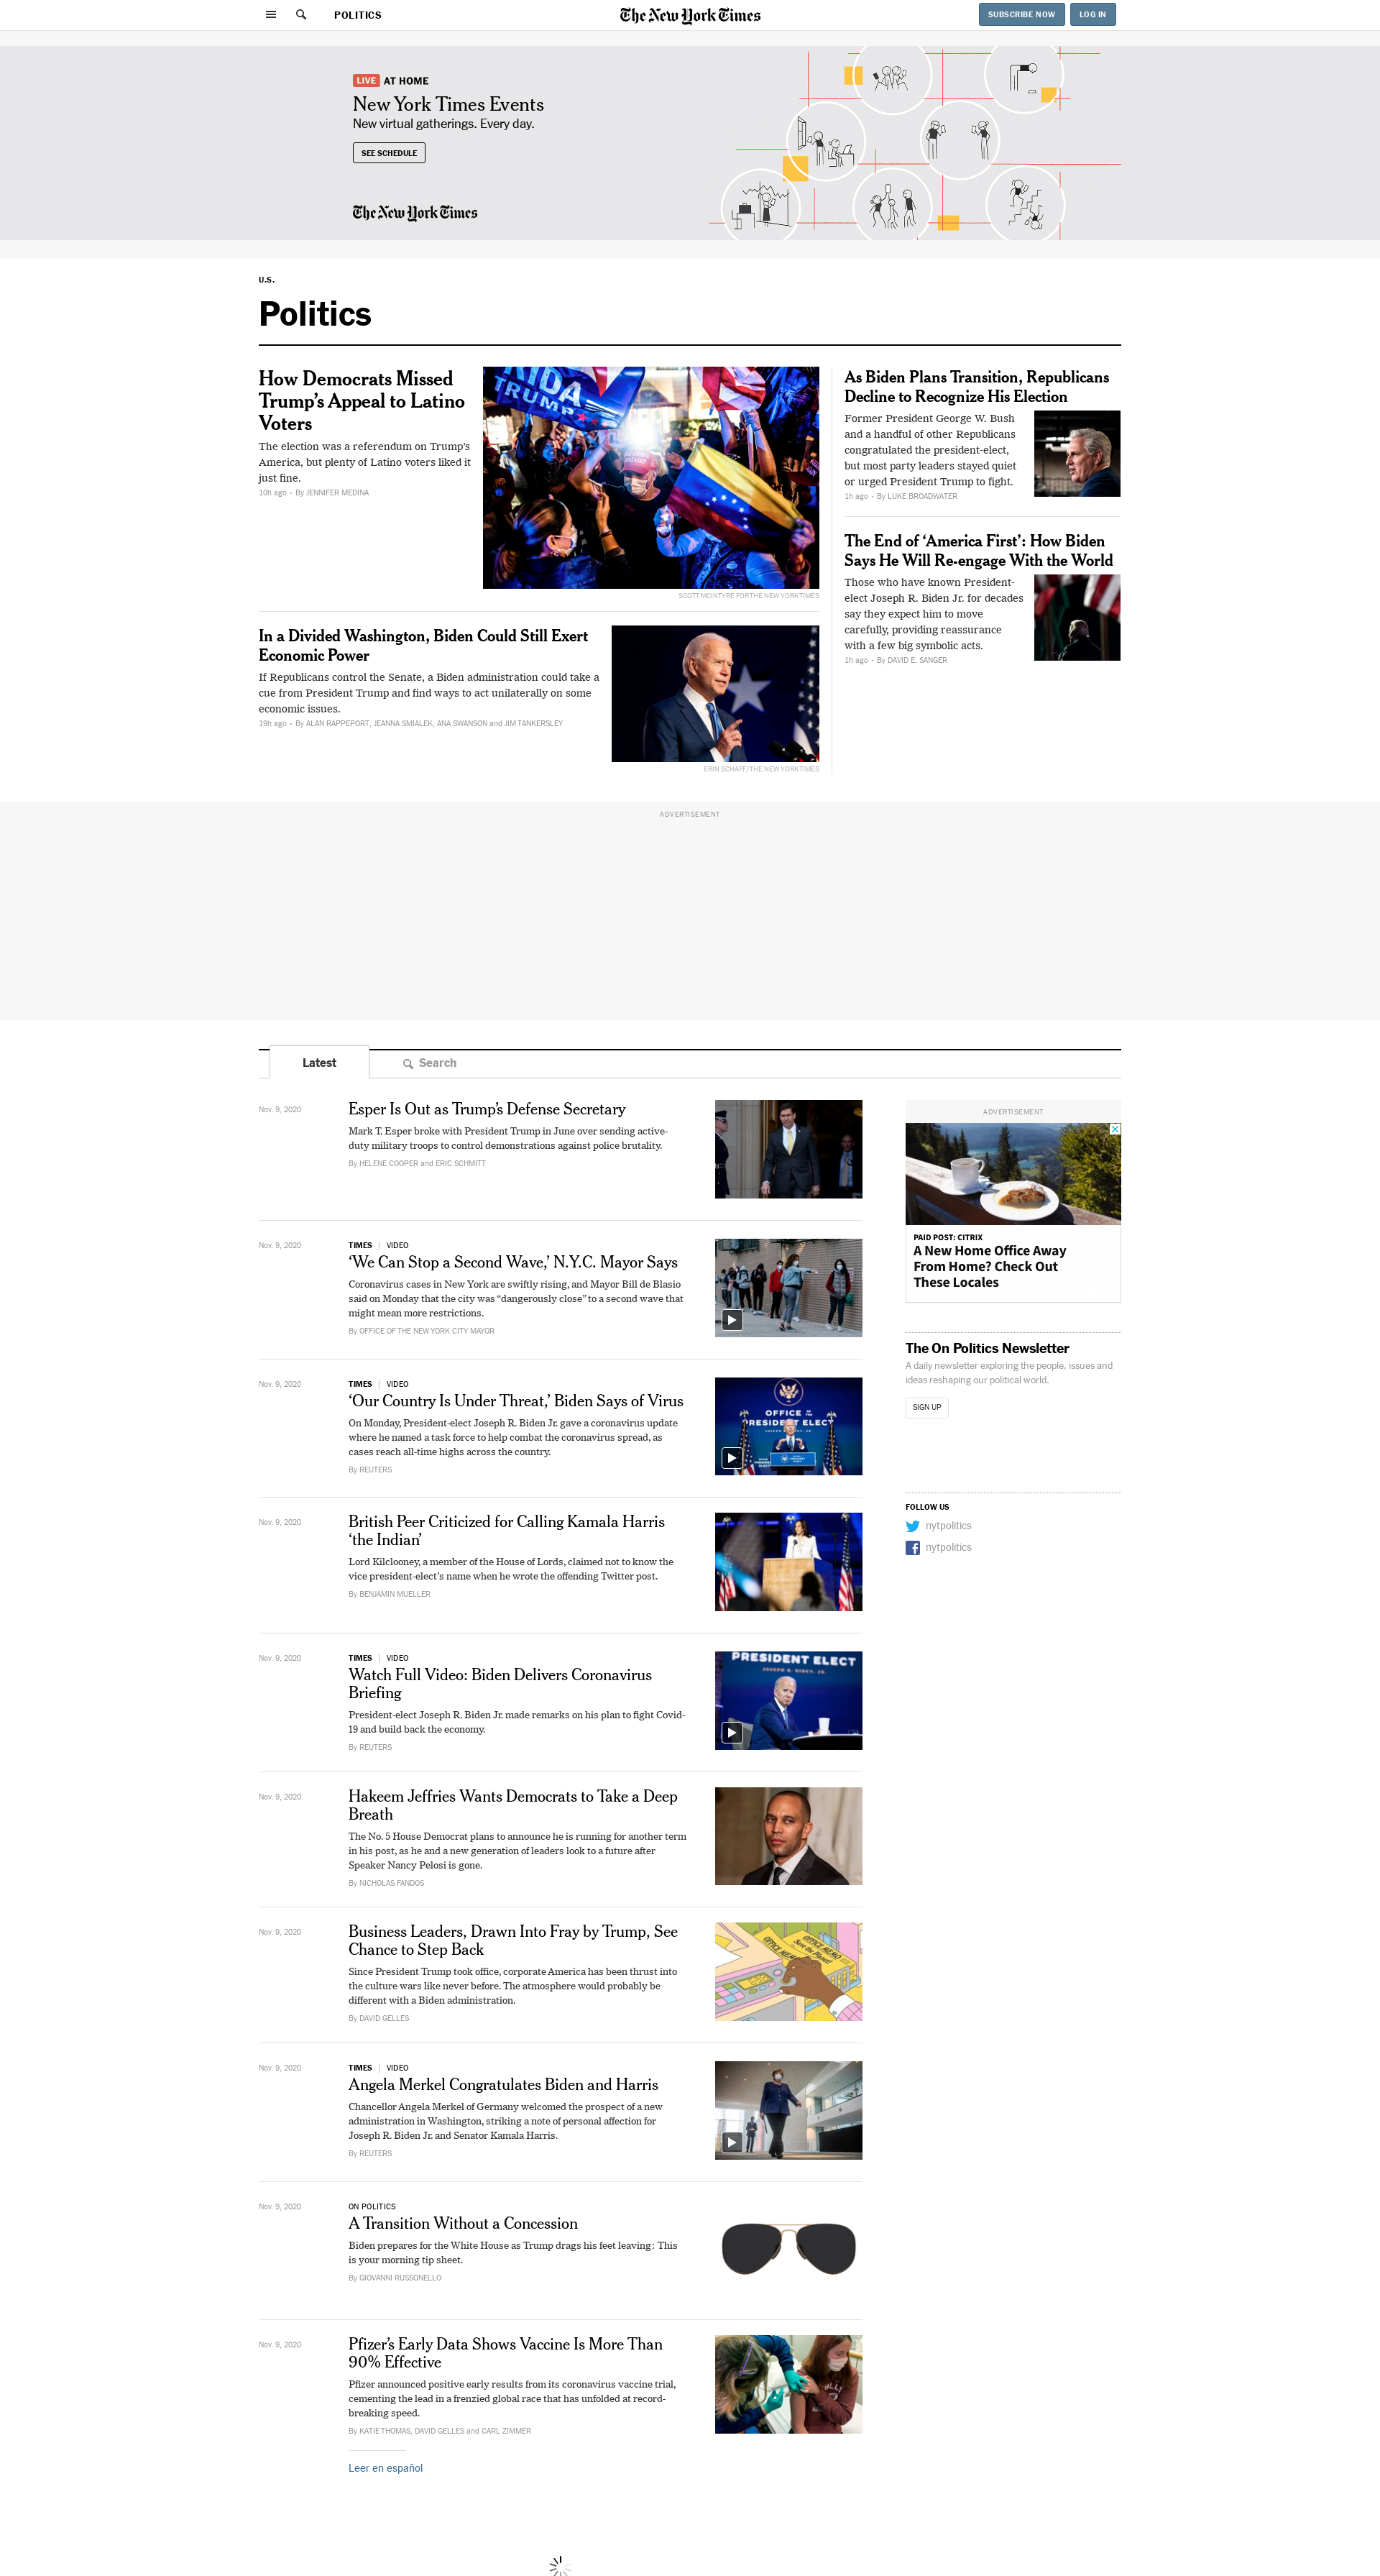 POLITICS
The New York Times
SUBSCRIBE NOW
LOG IN
LIVE AT HOME
New York Times Events
New virtual gatherings. Every day.
SEE SCHEDULE
The New York Times
U.S.
Politics
How Democrats Missed
Trump’s Appeal to Latino
Voters
The election was a referendum on Trump’s
America, but plenty of Latino voters liked it
just fine.
10h ago • By JENNIFER MEDINA
TRUMP
SCOTT MCINTYRE FOR THE NEW YORK TIMES
In a Divided Washington, Biden Could Still Exert
Economic Power
If Republicans control the Senate, a Biden administration could take a
cue from President Trump and find ways to act unilaterally on some
economic issues.
19h ago • By ALAN RAPPEPORT, JEANNA SMIALEK, ANA SWANSON and JIM TANKERSLEY
ERIN SCHAFF/THE NEW YORK TIMES
As Biden Plans Transition, Republicans
Decline to Recognize His Election
Former President George W. Bush
and a handful of other Republicans
congratulated the president-elect,
but most party leaders stayed quiet
or urged President Trump to fight.
1h ago • By LUKE BROADWATER
The End of ‘America First’: How Biden
Says He Will Re-engage With the World
Those who have known President-
elect Joseph R. Biden Jr. for decades
say they expect him to move
carefully, providing reassurance
with a few big symbolic acts.
1h ago • By DAVID E. SANGER
ADVERTISEMENT
Latest
Search
Nov. 9, 2020
Esper Is Out as Trump’s Defense Secretary
Mark T. Esper broke with President Trump in June over sending active-
duty military troops to control demonstrations against police brutality.
By HELENE COOPER and ERIC SCHMITT
Nov. 9, 2020
TIMES | VIDEO
‘We Can Stop a Second Wave,’ N.Y.C. Mayor Says
Coronavirus cases in New York are swiftly rising, and Mayor Bill de Blasio
said on Monday that the city was “dangerously close” to a second wave that
might mean more restrictions.
By OFFICE OF THE NEW YORK CITY MAYOR
Nov. 9, 2020
TIMES | VIDEO
‘Our Country Is Under Threat,’ Biden Says of Virus
On Monday, President-elect Joseph R. Biden Jr. gave a coronavirus update
where he named a task force to help combat the coronavirus spread, as
cases reach all-time highs across the country.
By REUTERS
OFFICE OF THE
PRESIDENT ELECT
Nov. 9, 2020
British Peer Criticized for Calling Kamala Harris
‘the Indian’
Lord Kilclooney, a member of the House of Lords, claimed not to know the
vice president-elect’s name when he wrote the offending Twitter post.
By BENJAMIN MUELLER
Nov. 9, 2020
TIMES | VIDEO
Watch Full Video: Biden Delivers Coronavirus
Briefing
President-elect Joseph R. Biden Jr. made remarks on his plan to fight Covid-
19 and build back the economy.
By REUTERS
PRESIDENT ELECT
JOSEPH R. BIDEN, JR.
Nov. 9, 2020
Hakeem Jeffries Wants Democrats to Take a Deep
Breath
The No. 5 House Democrat plans to announce he is running for another term
in his post, as he and a new generation of leaders look to a future after
Speaker Nancy Pelosi is gone.
By NICHOLAS FANDOS
Nov. 9, 2020
Business Leaders, Drawn Into Fray by Trump, See
Chance to Step Back
Since President Trump took office, corporate America has been thrust into
the culture wars like never before. The atmosphere would probably be
different with a Biden administration.
By DAVID GELLES
OFFICE MEMO
OFFICE MEMO
Save the Planet!
Nov. 9, 2020
TIMES | VIDEO
Angela Merkel Congratulates Biden and Harris
Chancellor Angela Merkel of Germany welcomed the prospect of a new
administration in Washington, striking a note of personal affection for
Joseph R. Biden Jr. and Senator Kamala Harris.
By REUTERS
Nov. 9, 2020
ON POLITICS
A Transition Without a Concession
Biden prepares for the White House as Trump drags his feet leaving: This
is your morning tip sheet.
By GIOVANNI RUSSONELLO
Nov. 9, 2020
Pfizer’s Early Data Shows Vaccine Is More Than
90% Effective
Pfizer announced positive early results from its coronavirus vaccine trial,
cementing the lead in a frenzied global race that has unfolded at record-
breaking speed.
By KATIE THOMAS, DAVID GELLES and CARL ZIMMER
Leer en español
ADVERTISEMENT
PAID POST: CITRIX
A New Home Office Away
From Home? Check Out
These Locales
The On Politics Newsletter
A daily newsletter exploring the people, issues and
ideas reshaping our political world.
SIGN UP
FOLLOW US
nytpolitics
nytpolitics